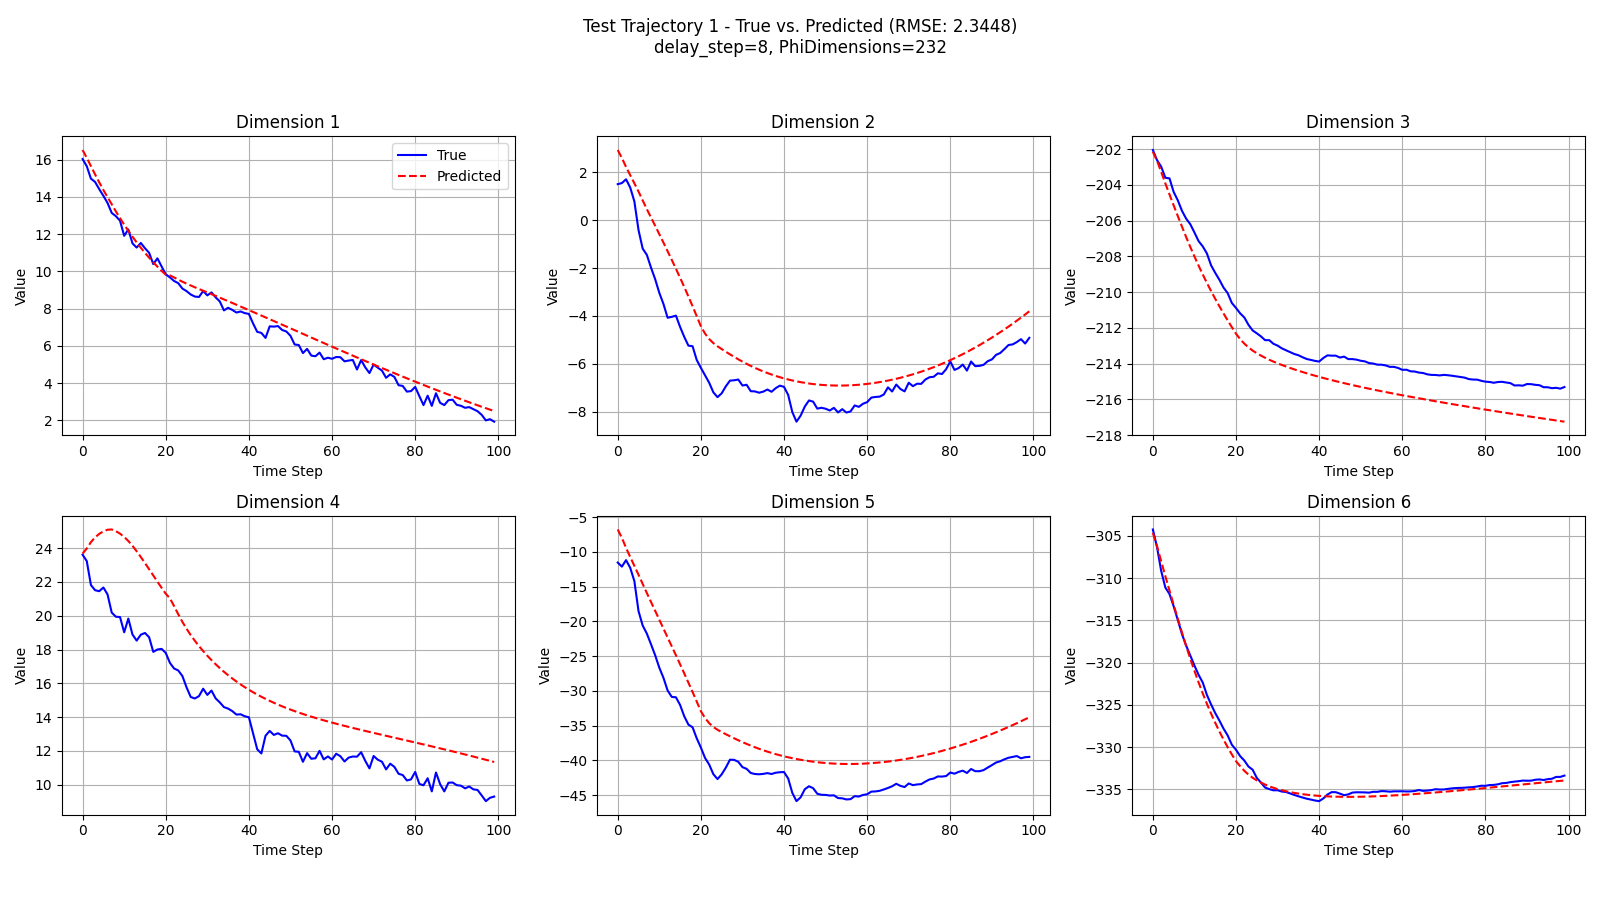 Test Trajectory 1 - True vs. Predicted (RMSE: 2.3448)
delay_step=8, PhiDimensions=232
Dimension 1
True
Predicted
16
14
12
10
8
6
4
2
Value
0 20 40 60 80 100
Time Step
Dimension 2
2
0
−2
−4
−6
−8
Value
0 20 40 60 80 100
Time Step
Dimension 3
−202
−204
−206
−208
−210
−212
−214
−216
−218
Value
0 20 40 60 80 100
Time Step
Dimension 4
24
22
20
18
16
14
12
10
Value
0 20 40 60 80 100
Time Step
Dimension 5
−5
−10
−15
−20
−25
−30
−35
−40
−45
Value
0 20 40 60 80 100
Time Step
Dimension 6
−305
−310
−315
−320
−325
−330
−335
Value
0 20 40 60 80 100
Time Step